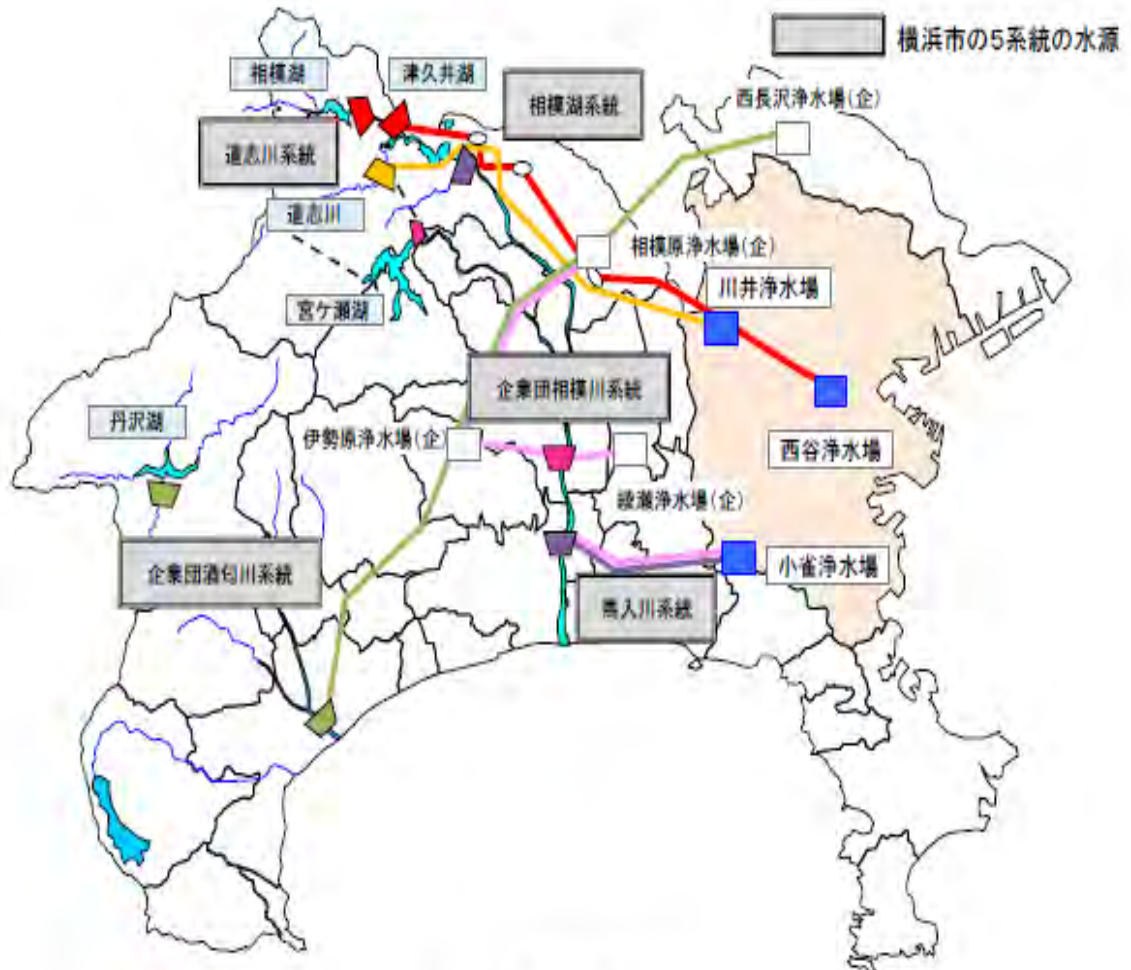 横浜市の5系統の水源
相模湖
津久井湖
相模湖系統
西長沢浄水場(企)
道志川系統
道志川
相模原浄水場(企)
川井浄水場
宮ケ瀬湖
企業団相模川系統
丹沢湖
伊勢原浄水場(企)
西谷浄水場
綾瀬浄水場(企)
企業団酒匂川系統
小雀浄水場
馬入川系統